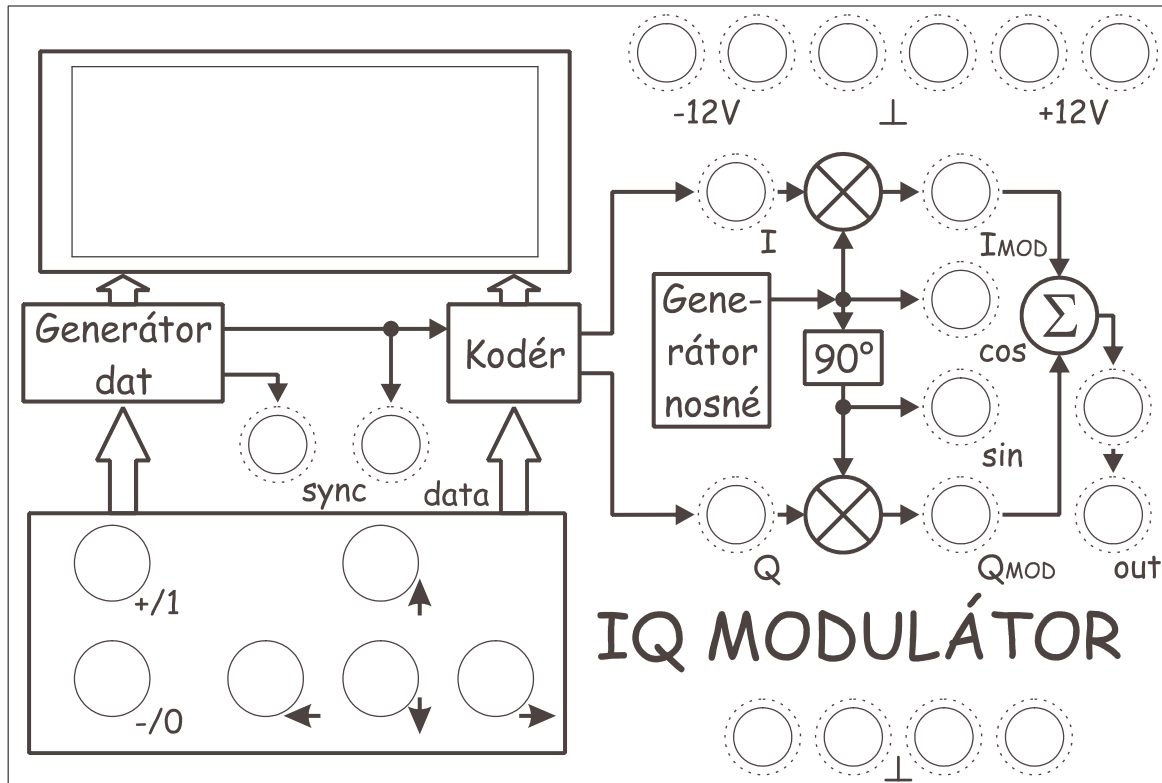 -12V
⊥
+12V
I
IMOD
Generátor
dat
Kodér
Gene-
rátor
nosné
90°
cos
Σ
sin
sync
data
Q
QMOD
out
+/1
-/0
IQ MODULÁTOR
⊥